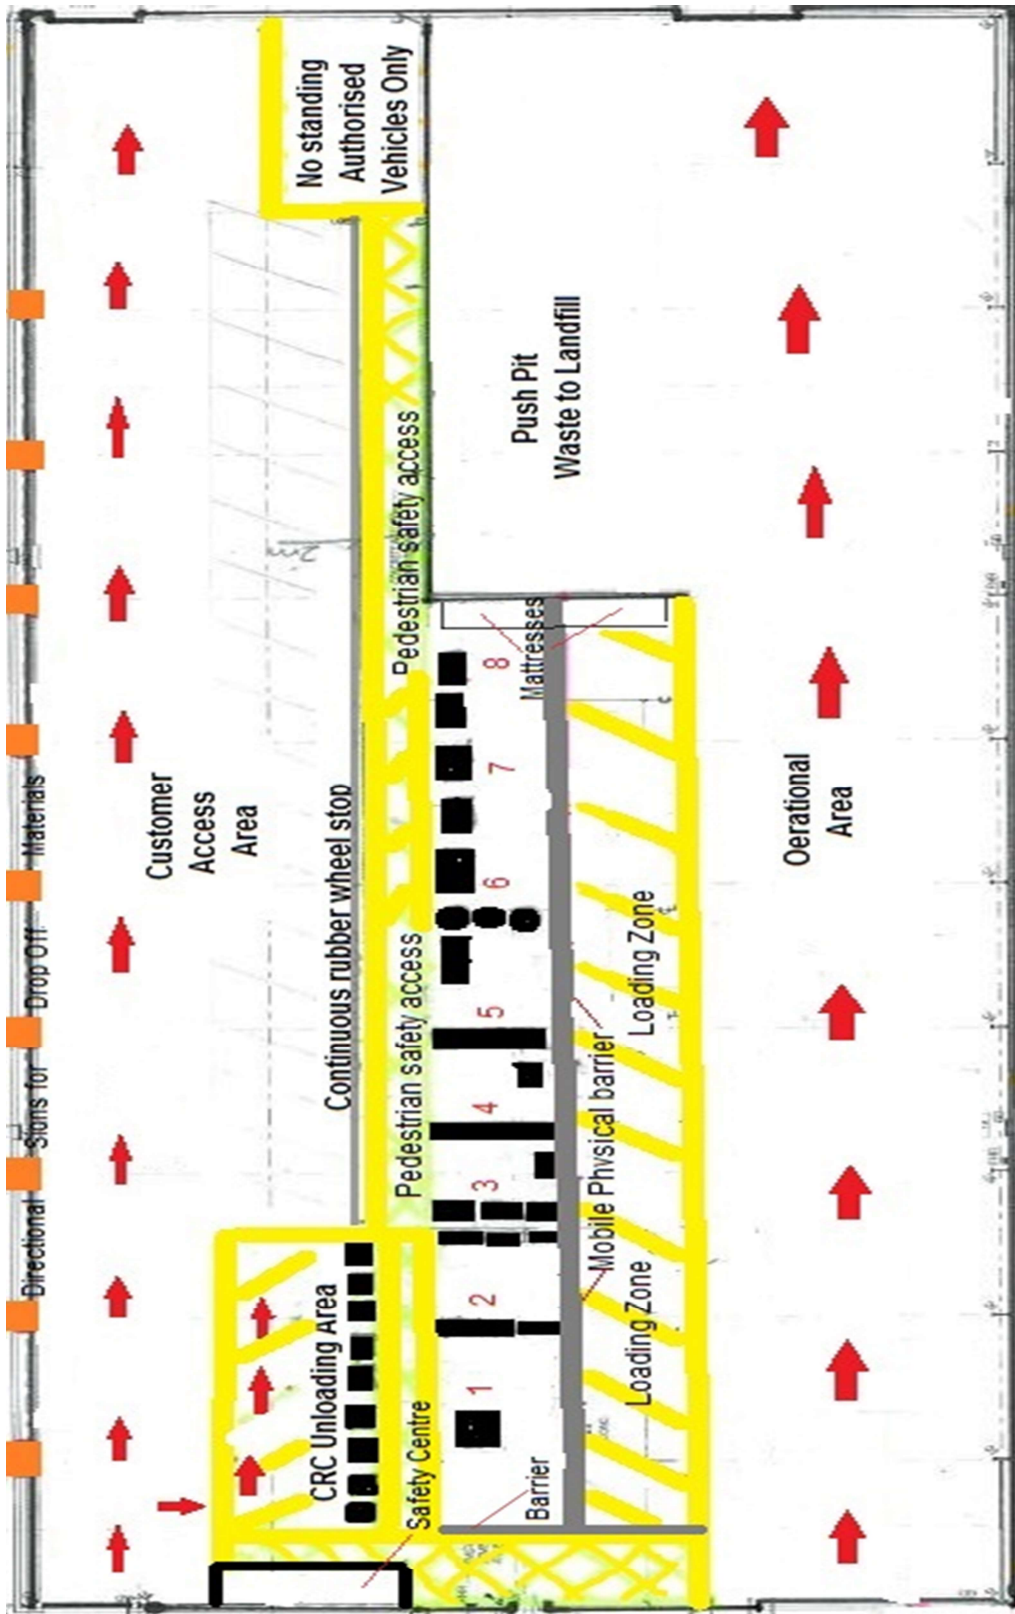 Directional Sions for Drop Off. Materials
Customer
Access
Area
No standing
Authorised
Vehicles Only
CRC Unloading Area
Continuous rubber wheel stop
2m
Safety Centre
Pedestrian safety access
Pedestrian safety access
1
2
3
4
5
6
7
8
Push Pit
Waste to Landfill
Barrier
Mattresses
Mobile Physical barrier
Loading Zone
Loading Zone
Oerational
Area